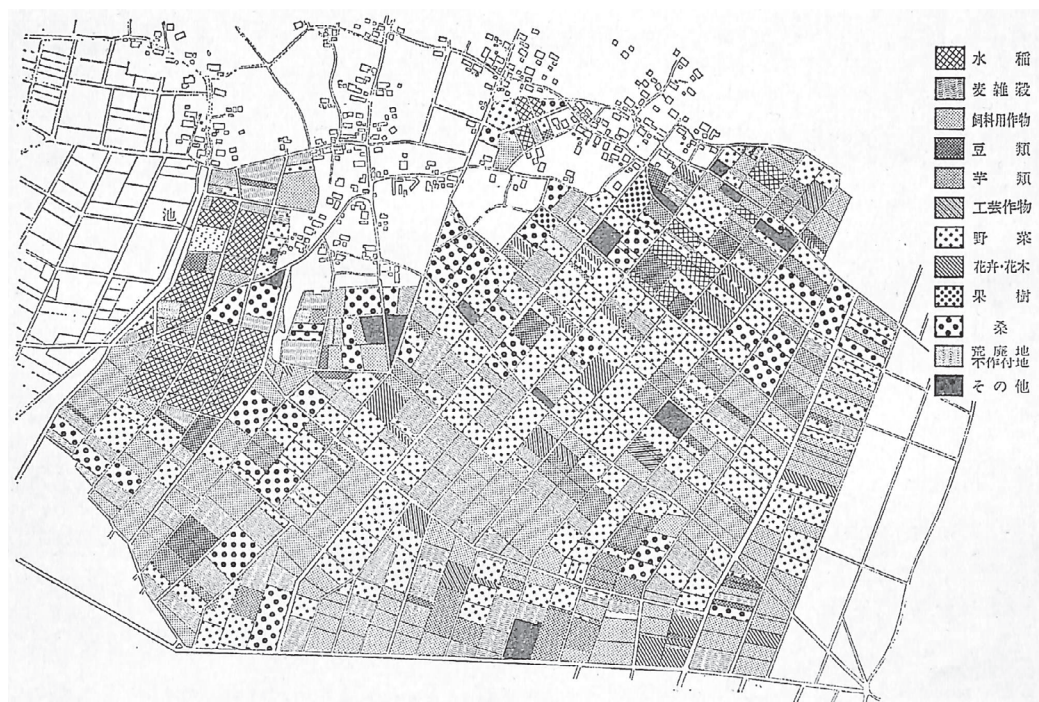 水稲
麦雑穀
飼料用作物
豆類
芋類
工芸作物
野菜
花卉・花木
果樹
桑
荒廃地
不作付地
その他
池